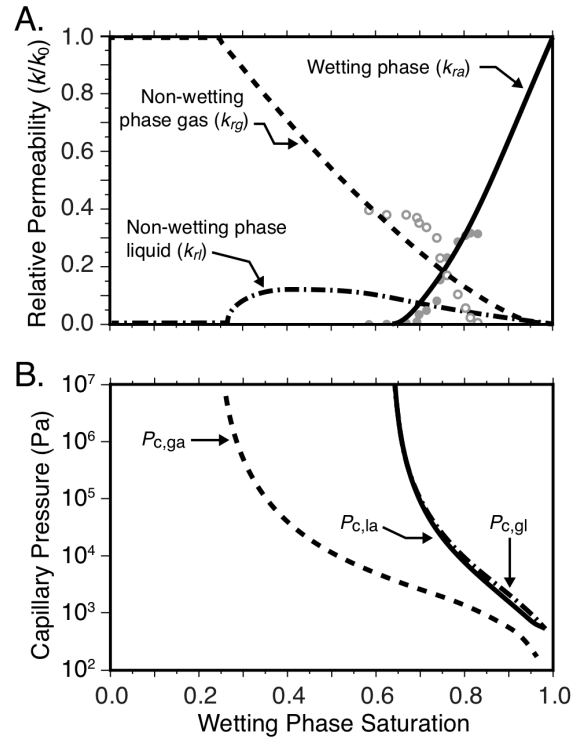 A.
Relative Permeability (k/k0)
1.0
0.8
0.6
0.4
0.2
0.0
Wetting phase (kra)
Non-wetting
phase gas (krg)
Non-wetting phase
liquid (krl)
B.
Capillary Pressure (Pa)
10^7
10^6
10^5
10^4
10^3
10^2
Pc,ga
Pc,la
Pc,gl
0.0 0.2 0.4 0.6 0.8 1.0
Wetting Phase Saturation